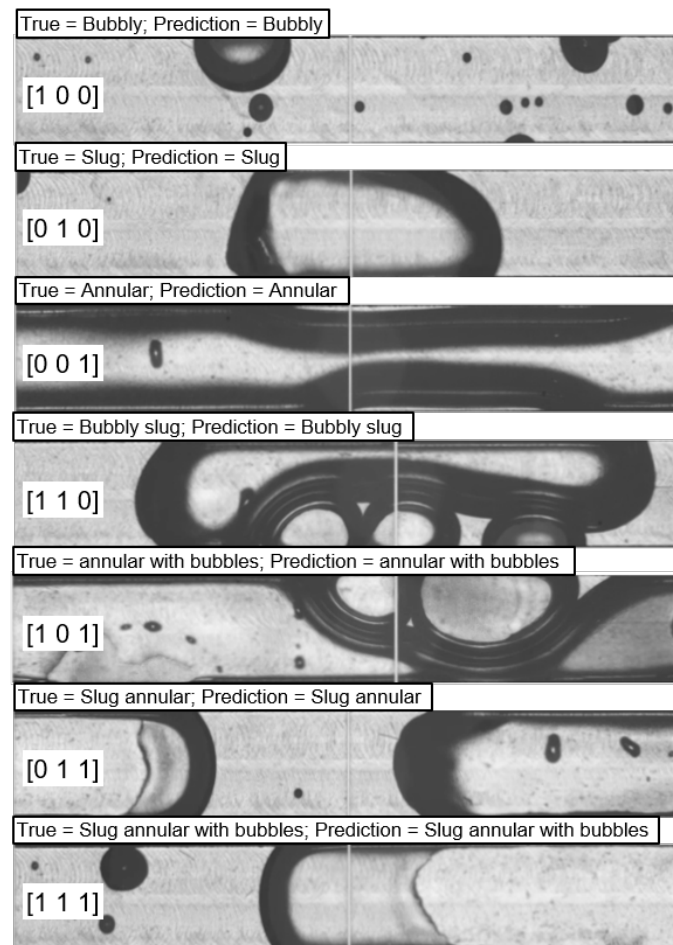 True = Bubbly; Prediction = Bubbly
[1 0 0]
True = Slug; Prediction = Slug
[0 1 0]
True = Annular; Prediction = Annular
[0 0 1]
True = Bubbly slug; Prediction = Bubbly slug
[1 1 0]
True = annular with bubbles; Prediction = annular with bubbles
[1 0 1]
True = Slug annular; Prediction = Slug annular
[0 1 1]
True = Slug annular with bubbles; Prediction = Slug annular with bubbles
[1 1 1]